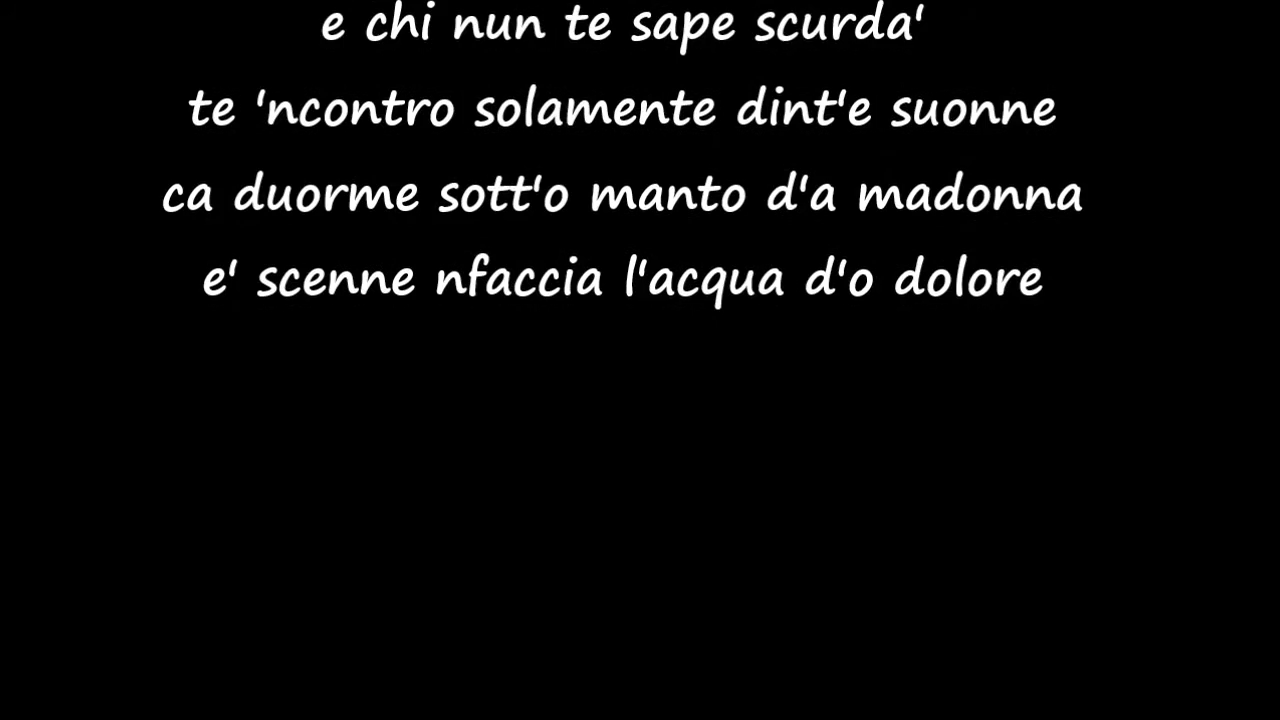 e chi nun te sape scurda'
te 'ncontro solamente dint'e suonne
ca duorme sott'o manto d'a madonna
e' scenne nfaccia l'acqua d'o dolore